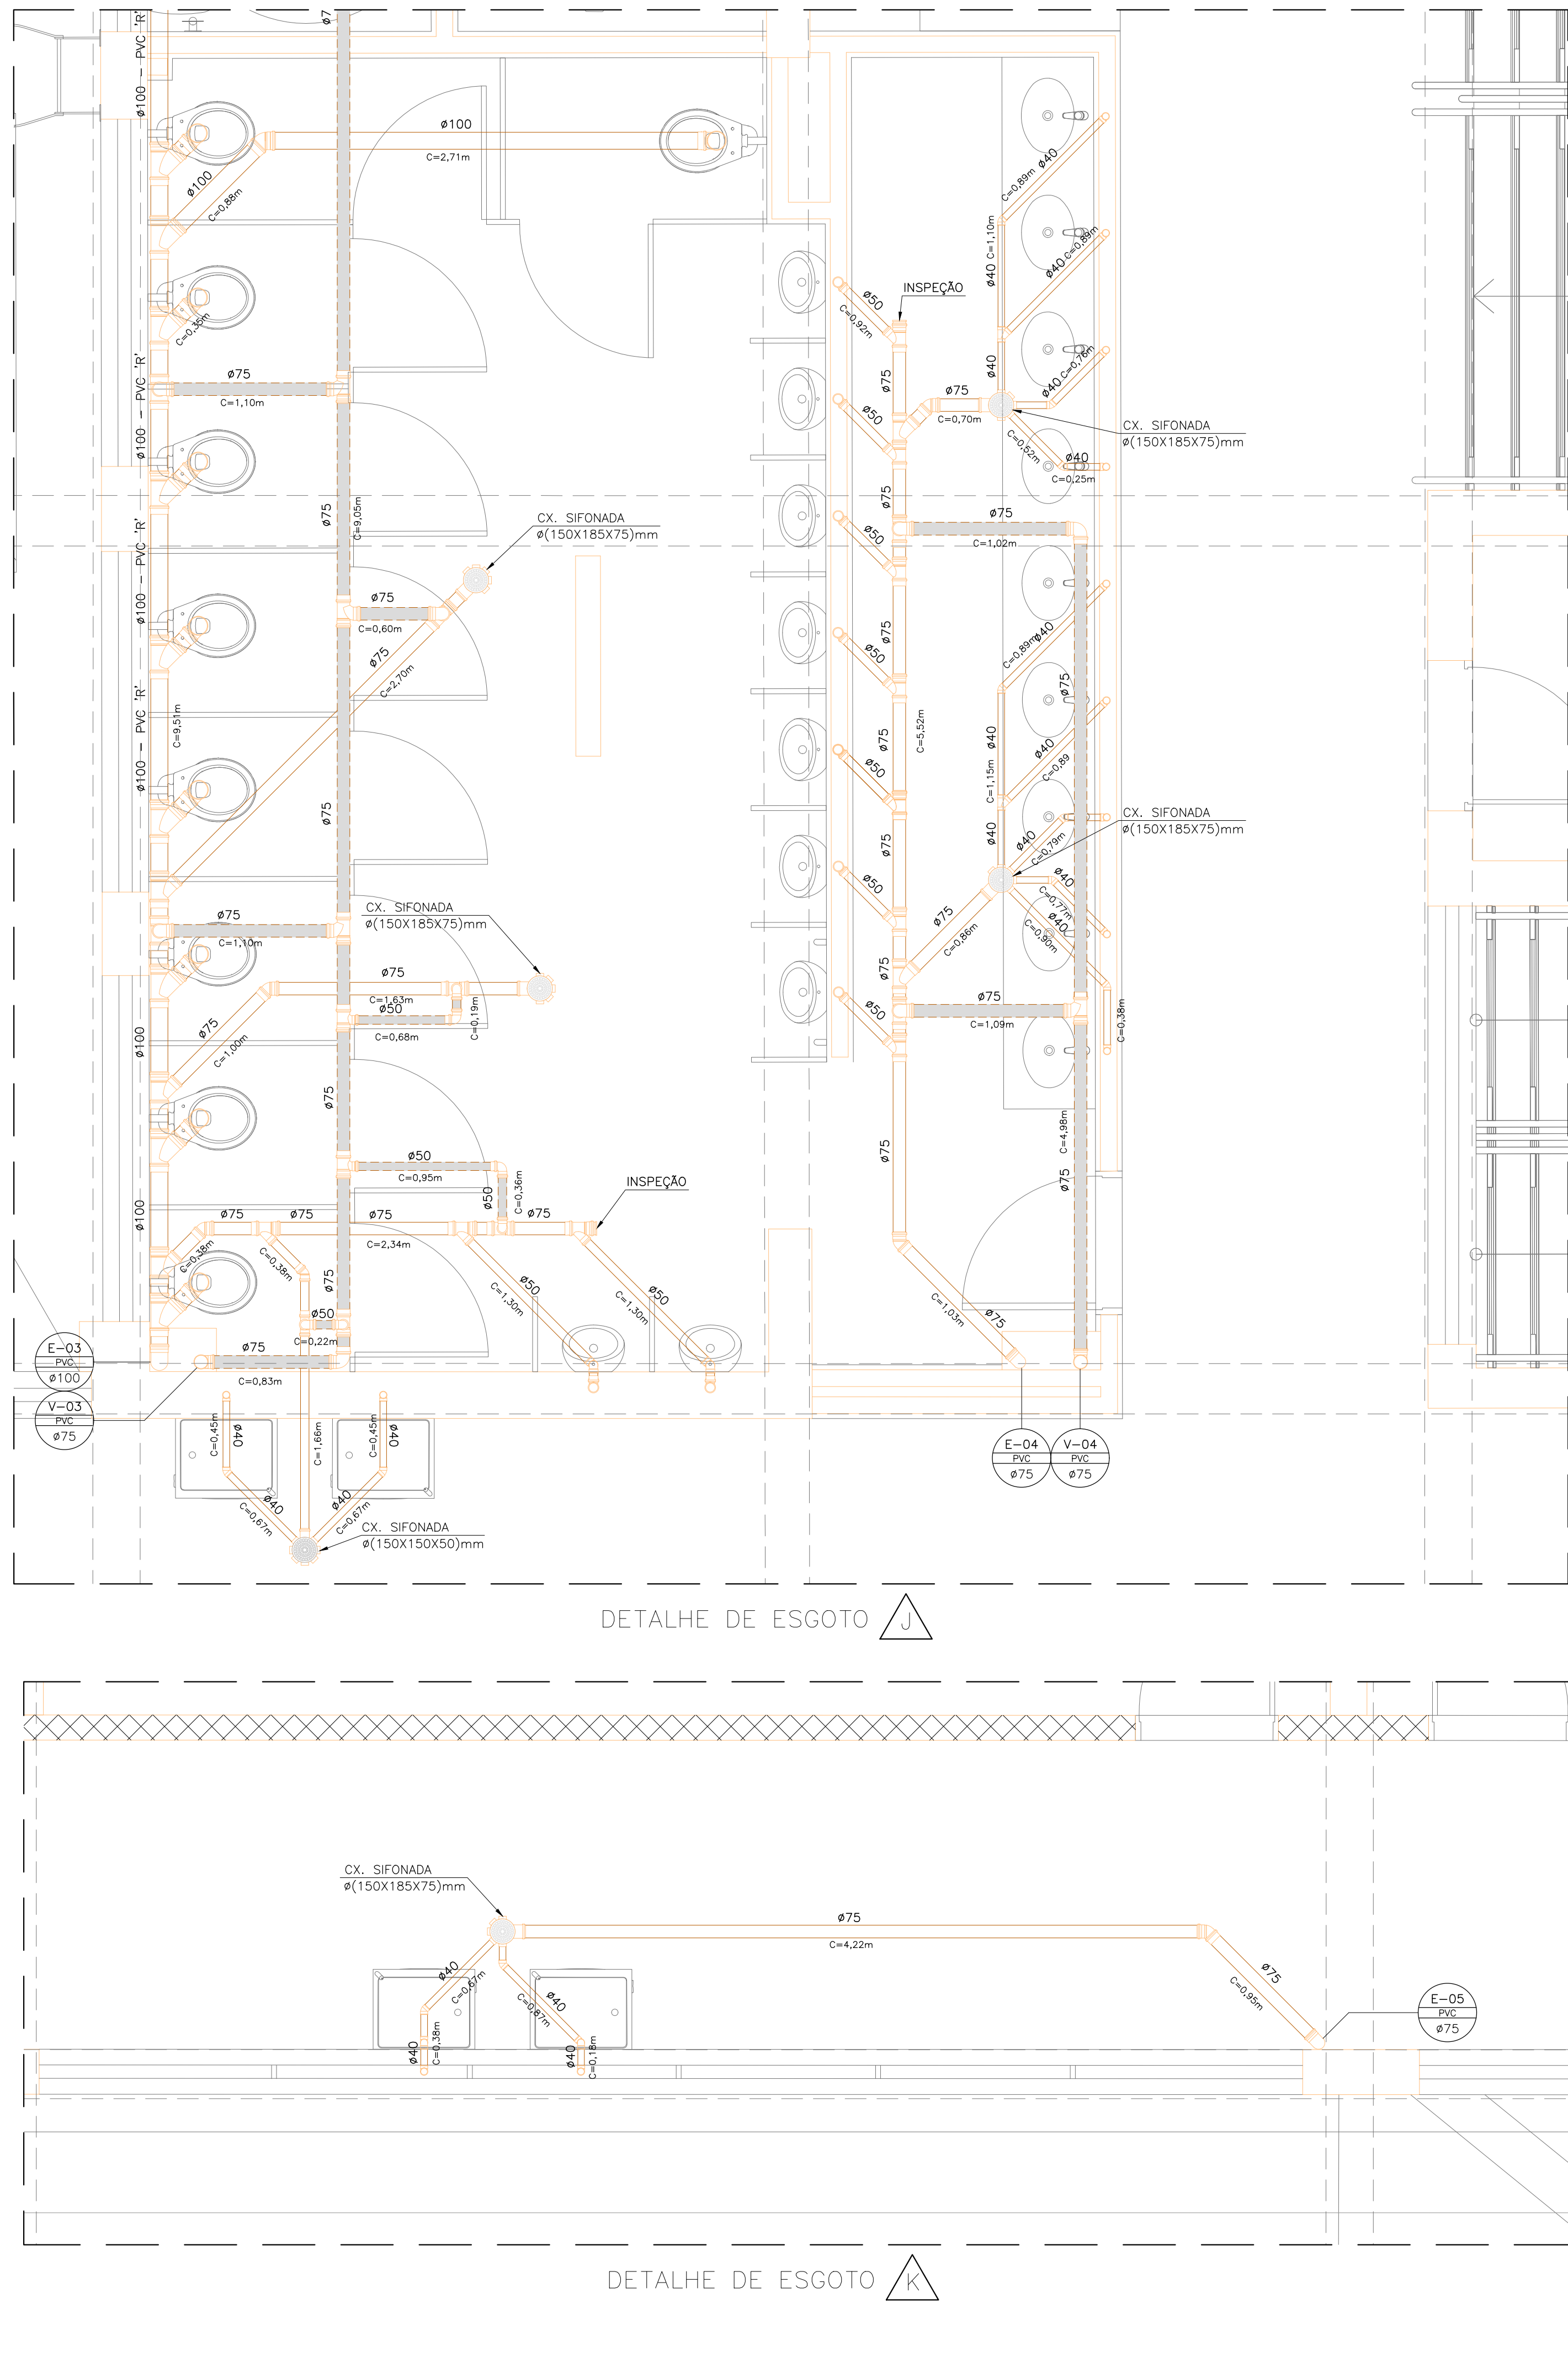 ø100 - PVC 'R'
ø7
ø100
C=2,71m
ø100
C=0,88m
C=0,35m
ø100 - PVC 'R'
ø75
C=1,10m
ø100 - PVC 'R'
ø75
C=9,05m
CX. SIFONADA
ø(150X185X75)mm
ø75
C=0,60m
ø75
C=2,70m
ø100 - PVC 'R'
C=9,51m
ø75
ø75
C=1,10m
CX. SIFONADA
ø(150X185X75)mm
ø75
C=1,63m
ø50
C=0,68m
C=0,19m
ø75
C=1,00m
ø100
ø75
ø50
C=0,95m
ø50
C=0,36m
INSPEÇÃO
ø100
ø75
ø75
ø75
ø75
C=0,38m
C=0,38m
C=2,34m
ø75
ø50
C=1,30m
ø50
C=1,30m
ø50
C=0,22m
ø75
C=0,83m
E-03
PVC
ø100
V-03
PVC
ø75
C=0,45m
ø40
C=1,66m
C=0,45m
ø40
ø40
C=0,67m
ø40
C=0,67m
CX. SIFONADA
ø(150X150X50)mm
INSPEÇÃO
ø50
C=0,92m
ø75
ø75
C=0,70m
ø40
C=0,89m
C=1,10m
ø40
ø40
C=0,89m
ø40
ø40
C=0,76m
CX. SIFONADA
ø(150X185X75)mm
C=0,52m
ø40
C=0,25m
ø50
ø75
ø75
C=1,02m
ø50
ø75
ø50
ø40
C=0,89m
ø75
ø75
C=5,52m
ø40
C=1,15m
ø40
C=0,89
ø50
ø75
ø40
ø40
C=0,79m
CX. SIFONADA
ø(150X185X75)mm
ø50
ø75
C=0,86m
ø40
C=0,77m
ø40
C=0,90m
ø75
ø75
C=1,09m
C=0,38m
ø50
ø75
C=4,98m
ø75
ø75
C=1,03m
E-04
PVC
ø75
V-04
PVC
ø75
DETALHE DE ESGOTO J
CX. SIFONADA
ø(150X185X75)mm
ø75
C=4,22m
ø40
C=0,67m
ø40
C=0,87m
ø40
C=0,38m
ø40
C=0,18m
ø75
C=0,95m
E-05
PVC
ø75
DETALHE DE ESGOTO K